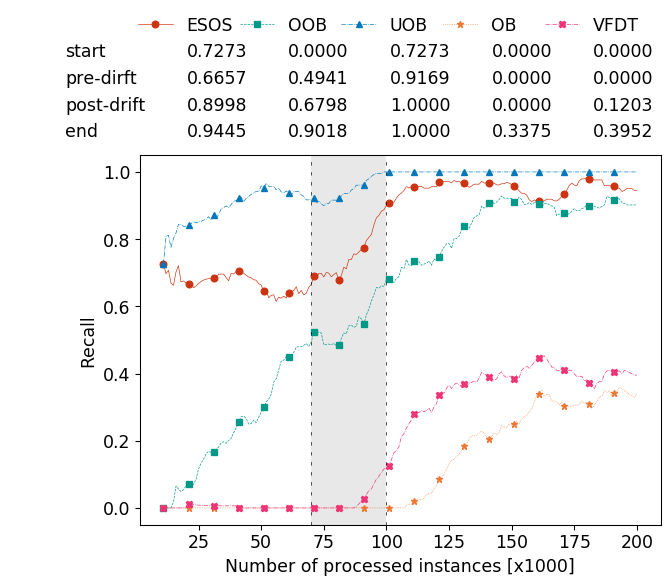 ESOS OOB UOB OB VFDT
start 0.7273 0.0000 0.7273 0.0000 0.0000
pre-dirft 0.6657 0.4941 0.9169 0.0000 0.0000
post-drift 0.8998 0.6798 1.0000 0.0000 0.1203
end 0.9445 0.9018 1.0000 0.3375 0.3952
1.0
0.8
0.6
0.4
0.2
0.0
Recall
25 50 75 100 125 150 175 200
Number of processed instances [x1000]